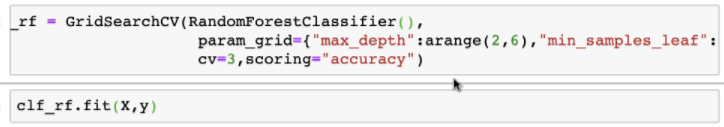 _rf = GridSearchCV(RandomForestClassifier(),
param_grid={"max_depth":arange(2,6),"min_samples_leaf":
cv=3,scoring="accuracy")
clf_rf.fit(X,y)